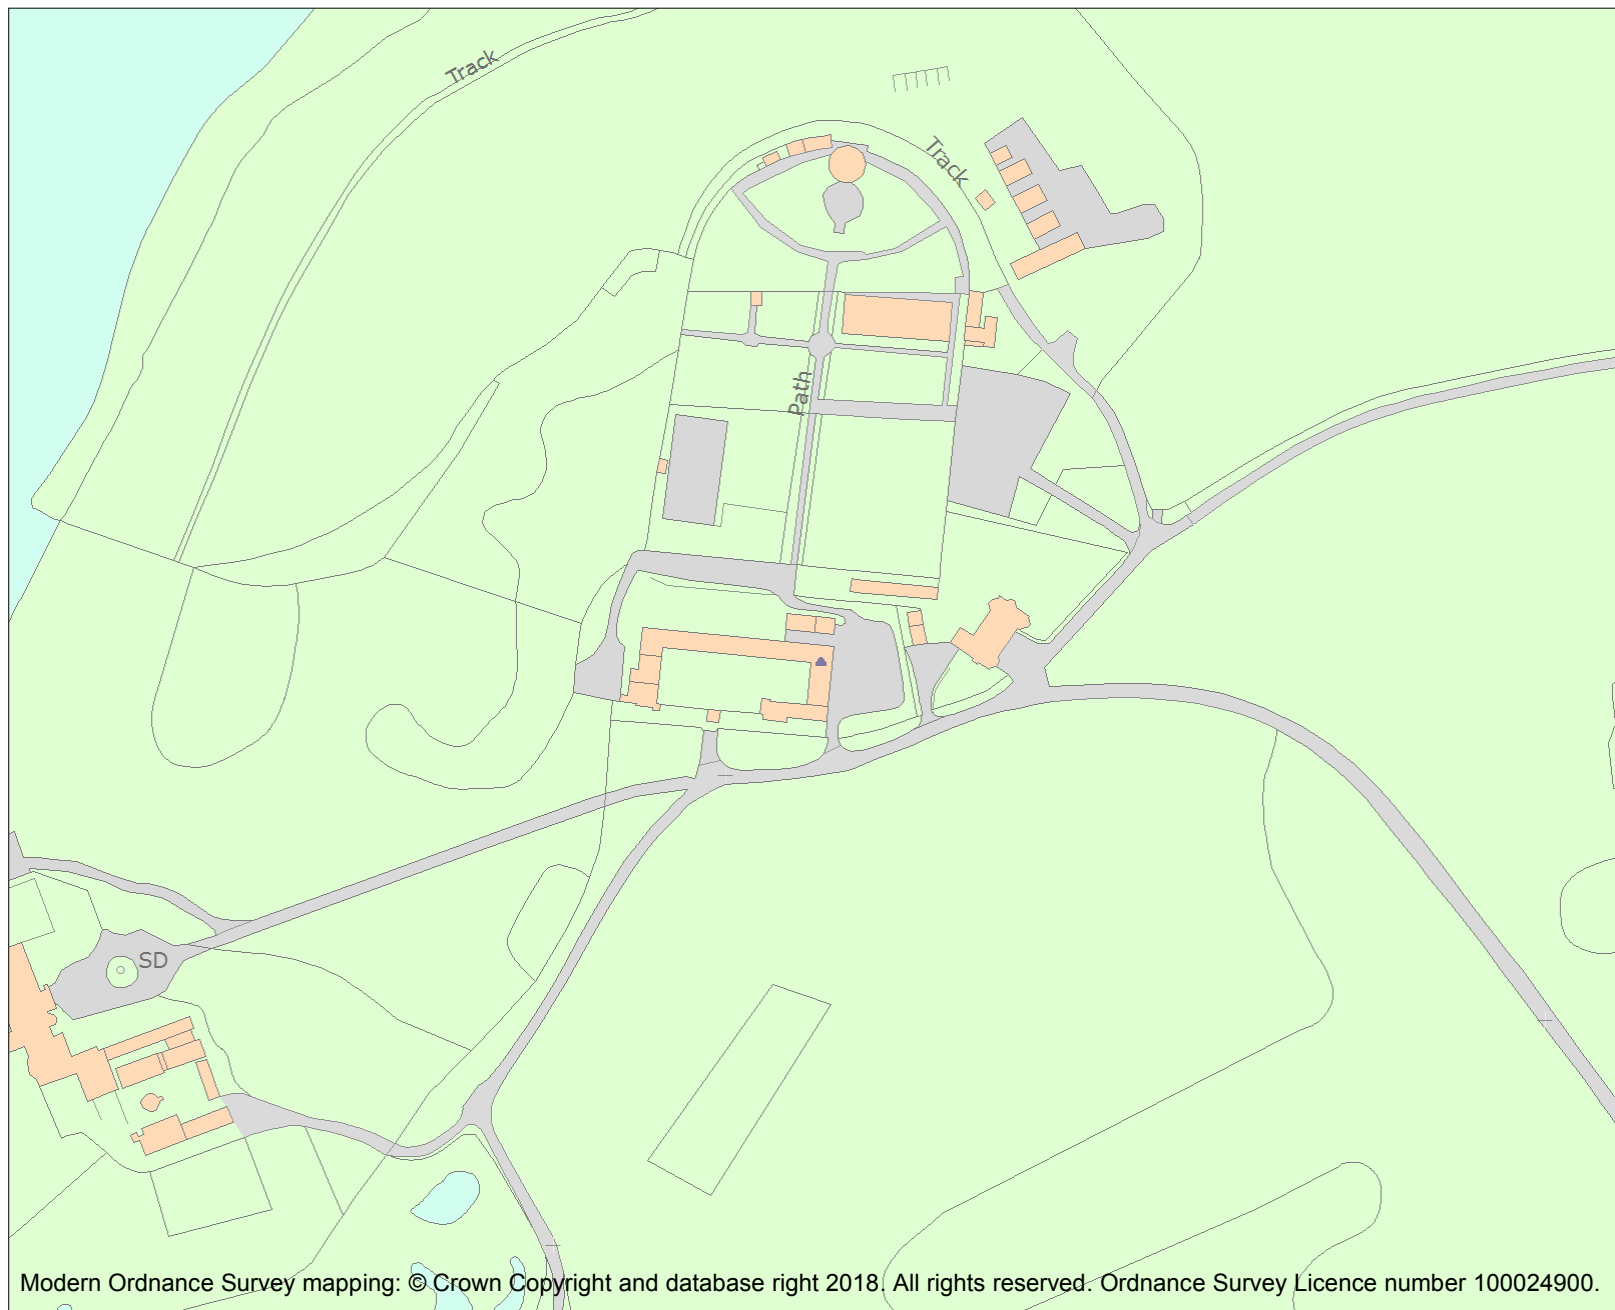 Track
Track
Path
SD
Modern Ordnance Survey mapping: © Crown Copyright and database right 2018. All rights reserved. Ordnance Survey Licence number 100024900.